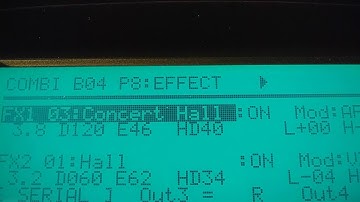 COMBI B04 P8:EFFECT
FX1 03:Concert Hall :ON Mod:
3.8 D120 E46 HD40 L+00 H
FX2 01:Hall :ON Mod:
3.2 D060 E62 HD34 L-04 H
SERIAL ] Out3 = R Out4